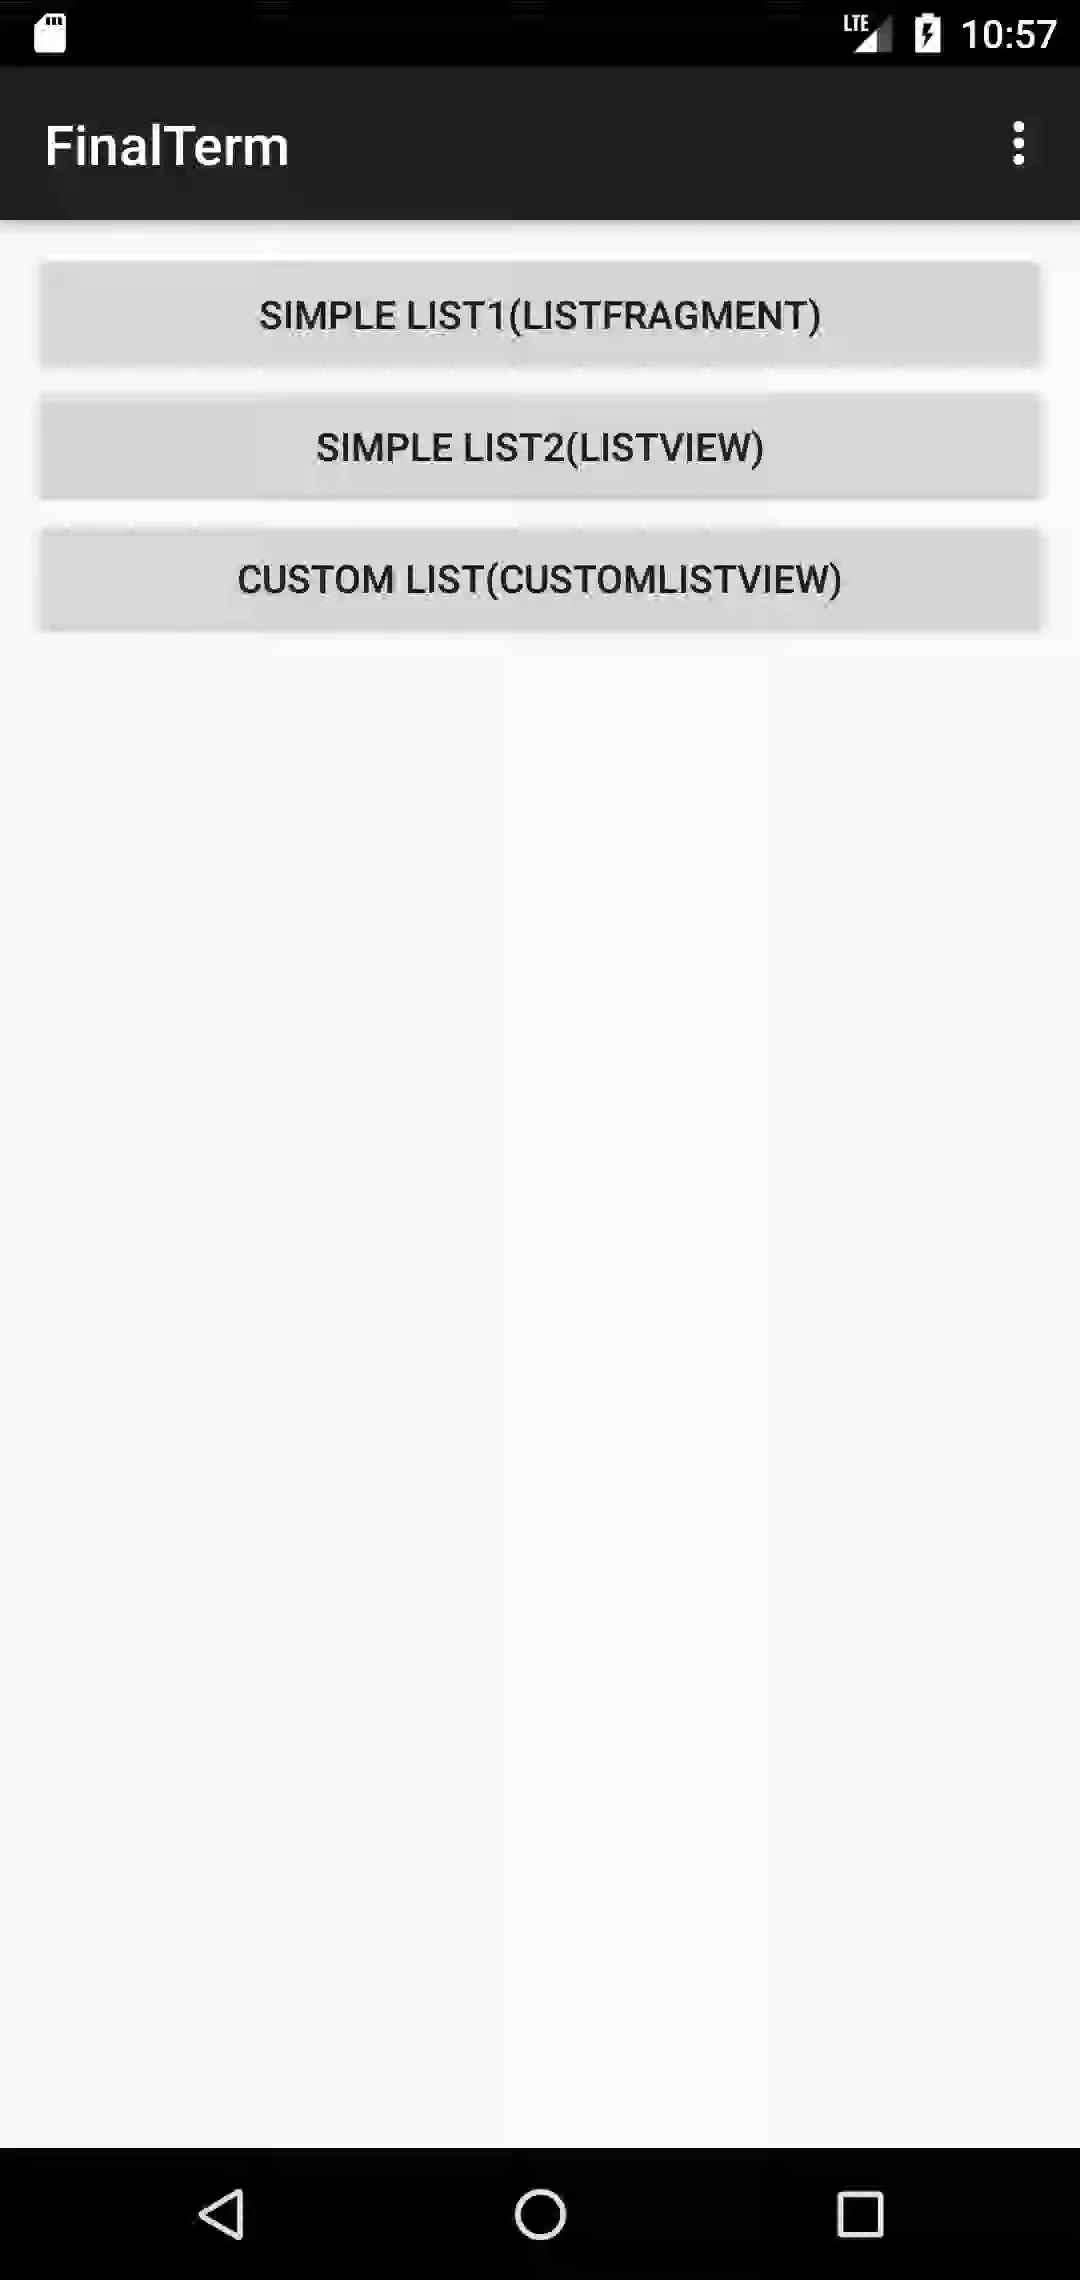 LTE 10:57
FinalTerm
SIMPLE LIST1(LISTFRAGMENT)
SIMPLE LIST2(LISTVIEW)
CUSTOM LIST(CUSTOMLISTVIEW)